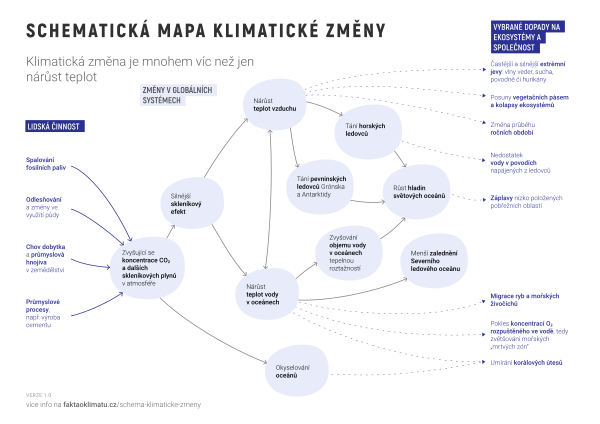 SCHEMATICKÁ MAPA KLIMATICKÉ ZMĚNY
Klimatická změna je mnohem víc než jen
nárůst teplot
VYBRANÉ DOPADY NA
EKOSYSTÉMY A
SPOLEČNOST
ZMĚNY V GLOBÁLNÍCH
SYSTÉMECH
LIDSKÁ ČINNOST
Spalování
fosilních paliv
Odlesňování
a změny ve
využití půdy
Chov dobytka
a průmyslová
hnojiva
v zemědělství
Průmyslové
procesy,
např. výroba
cementu
Zvyšující se
koncentrace CO₂
a dalších
skleníkových plynů
v atmosféře
Silnější
skleníkový
efekt
Nárůst
teplot vzduchu
Tání horských
ledovců
Tání pevninských
ledovců Grónska
a Antarktidy
Růst hladin
světových oceánů
Zvyšování
objemu vody
v oceánech
tepelnou
roztažností
Menší zalednění
Severního
ledového oceánu
Nárůst
teplot vody
v oceánech
Okyselování
oceánů
Častější a silnější extrémní
jevy: vlny veder, sucha,
povodně či hurikány
Posuny vegetačních pásem
a kolapsy ekosystémů
Změna průběhu
ročních období
Nedostatek
vody v povodích
napájených z ledovců
Záplavy nízko položených
pobřežních oblastí
Migrace ryb a mořských
živočichů
Pokles koncentrací O₂
rozpuštěného ve vodě, tedy
zvětšování mořských
„mrtvých zón“
Umírání korálových útesů
více info na faktaoklimatu.cz/schema-klimaticke-zmeny